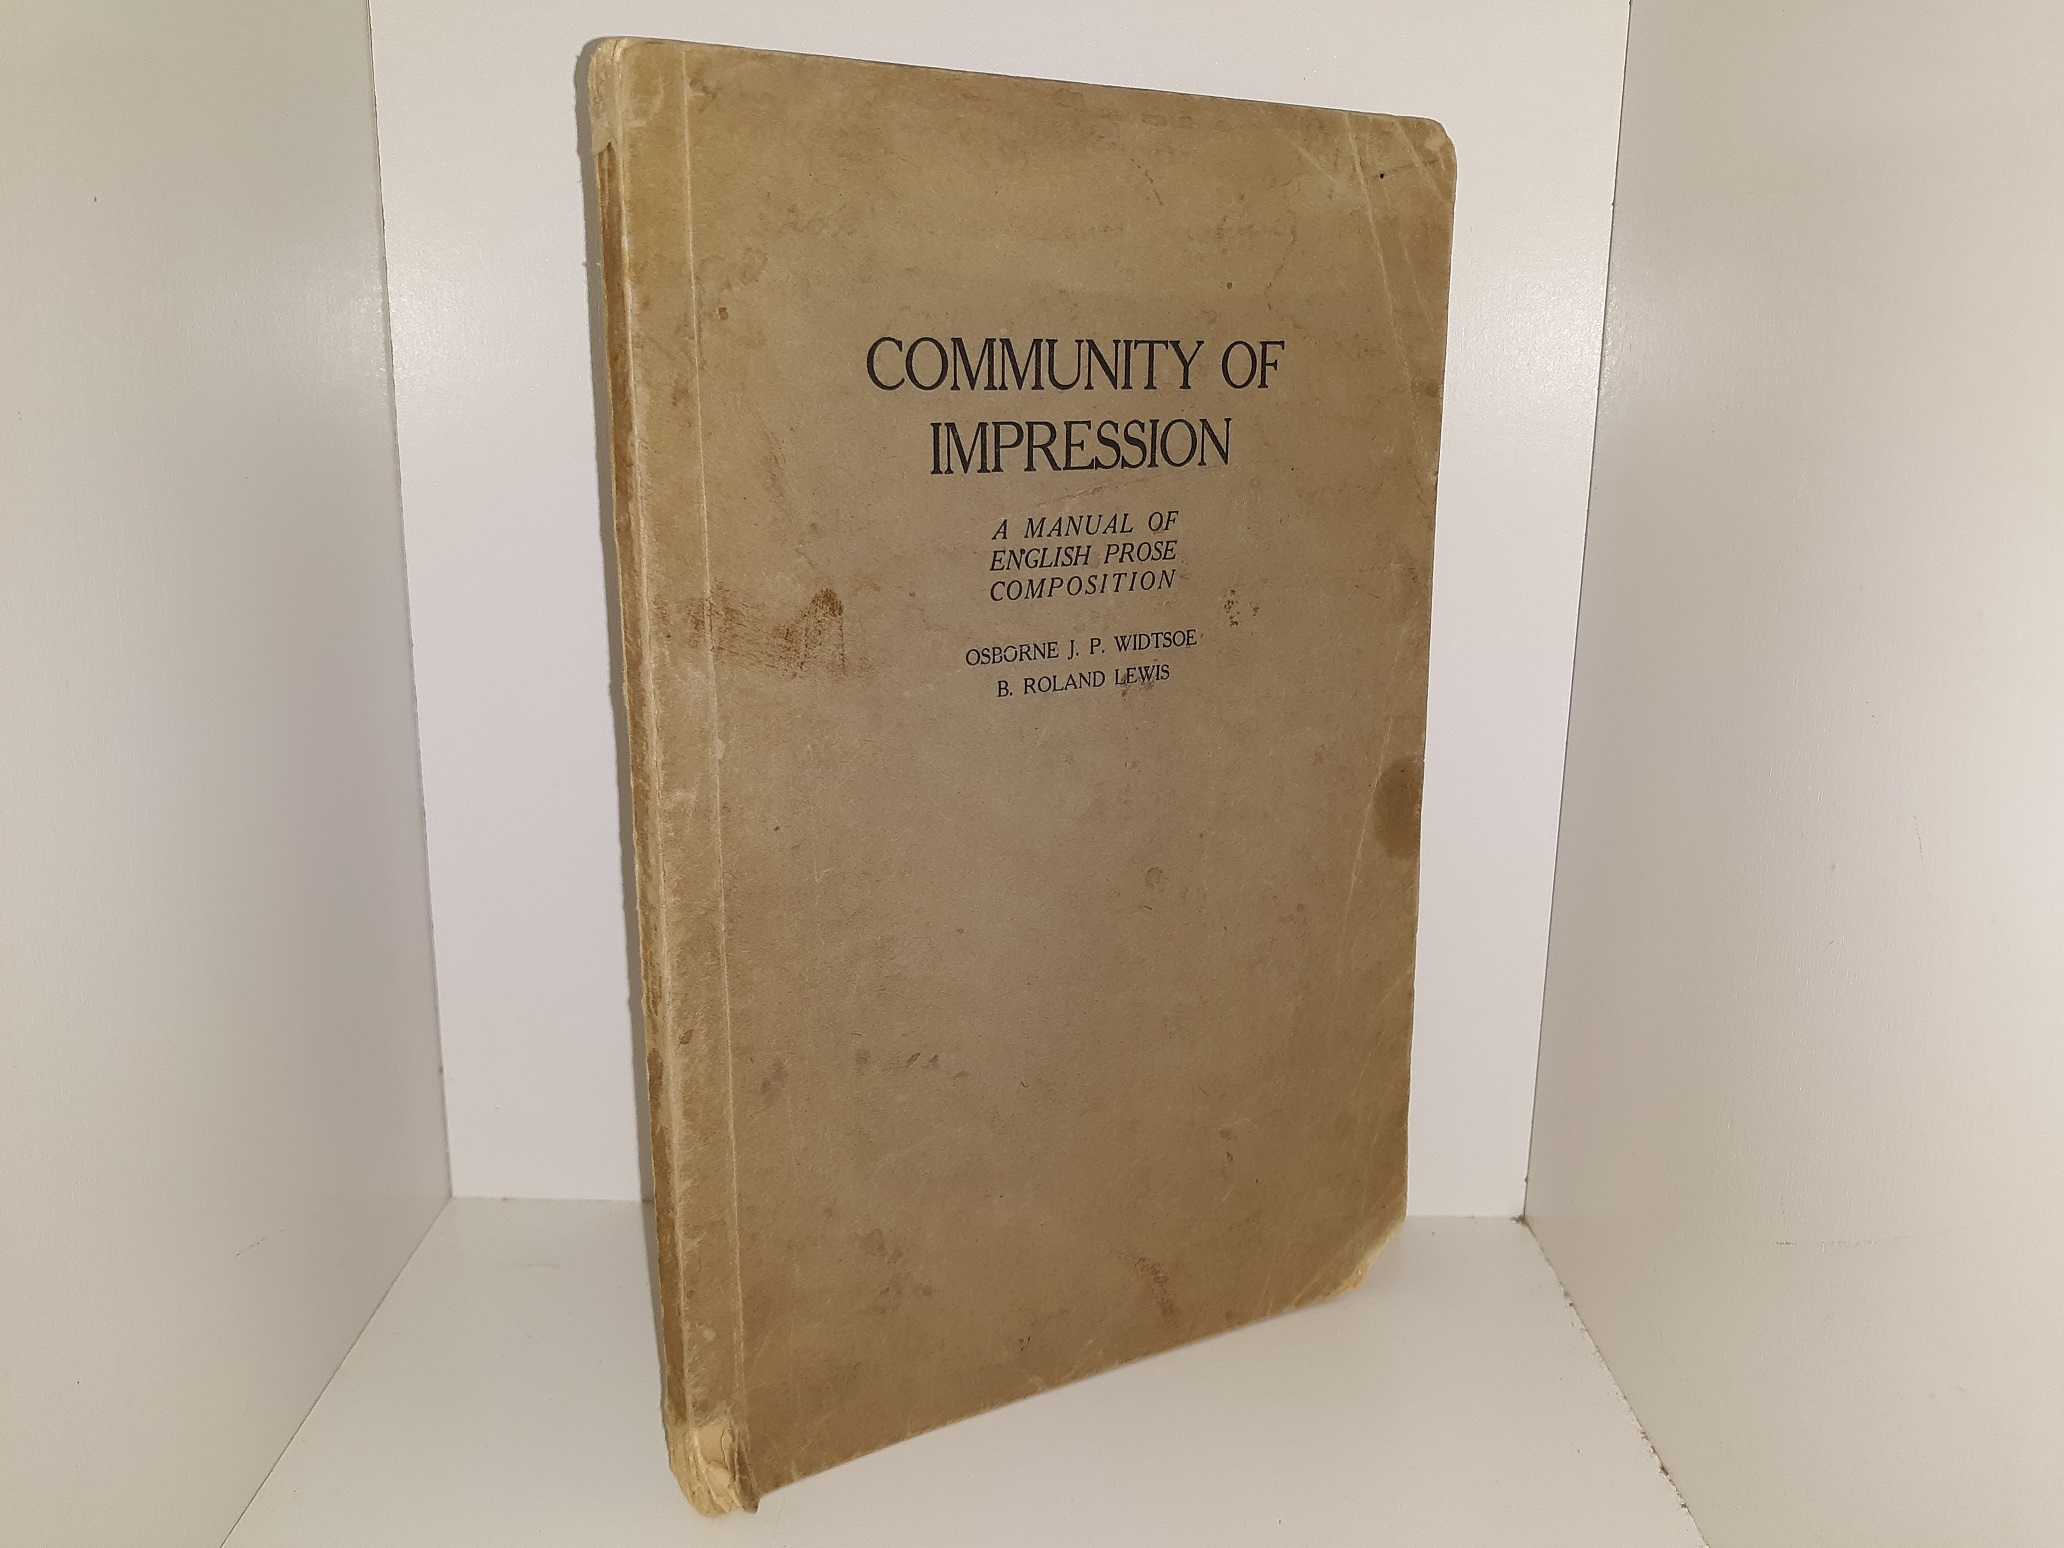 COMMUNITY OF
IMPRESSION
A MANUAL OF
ENGLISH PROSE
COMPOSITION
OSBORNE J. P. WIDTSOE
B. ROLAND LEWIS